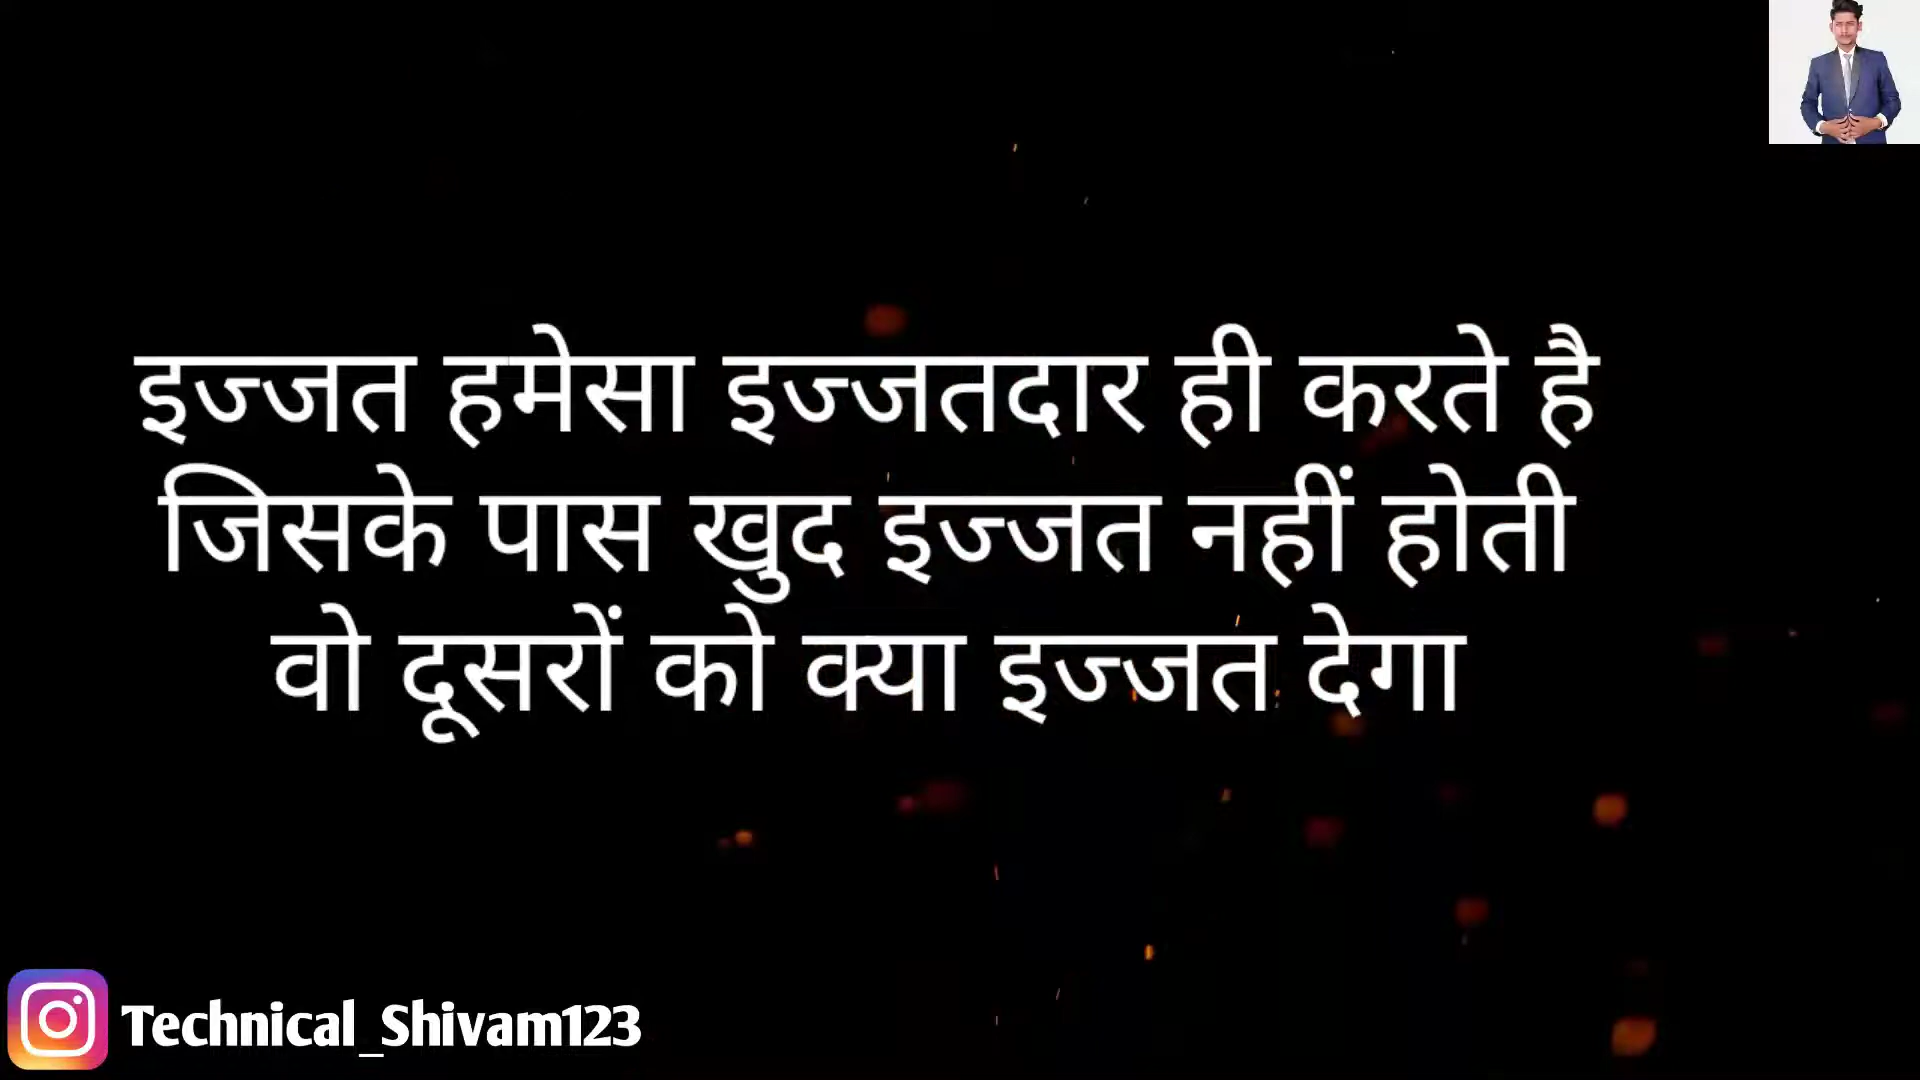 इज्जत हमेसा इज्जतदार ही करते है
जिसके पास खुद इज्जत नहीं होती
वो दूसरों को क्या इज्जत देगा
Technical_Shivam123